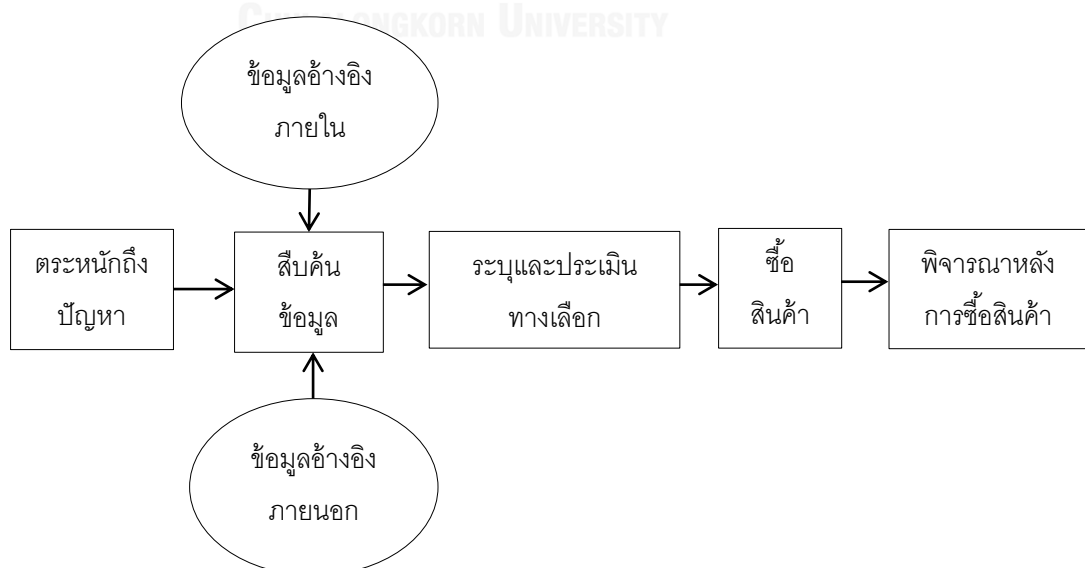 NGKORN UNIVERSITY
ข้อมูลอ้างอิง
ภายใน
ตระหนักถึง
ปัญหา
สืบค้น
ข้อมูล
ระบุและประเมิน
ทางเลือก
ซื้อ
สินค้า
พิจารณาหลัง
การซื้อสินค้า
ข้อมูลอ้างอิง
ภายนอก